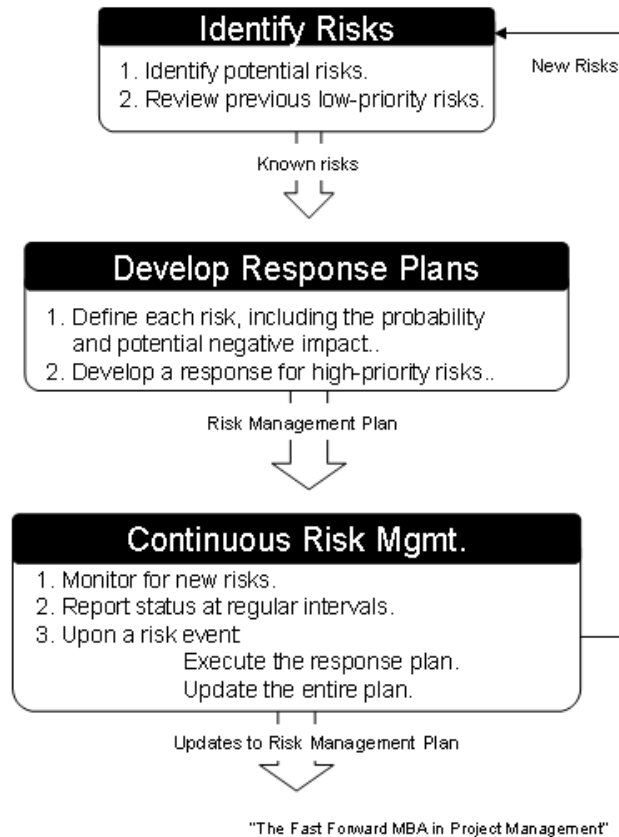 Identify Risks
1. Identify potential risks.
2. Review previous low-priority risks.
New Risks
Known risks
Develop Response Plans
1. Define each risk, including the probability
and potential negative impact..
2. Develop a response for high-priority risks..
Risk Management Plan
Continuous Risk Mgmt.
1. Monitor for new risks.
2. Report status at regular intervals.
3. Upon a risk event
Execute the response plan.
Update the entire plan.
Updates to Risk Management Plan
"The Fast Forward MBA in Project Management"